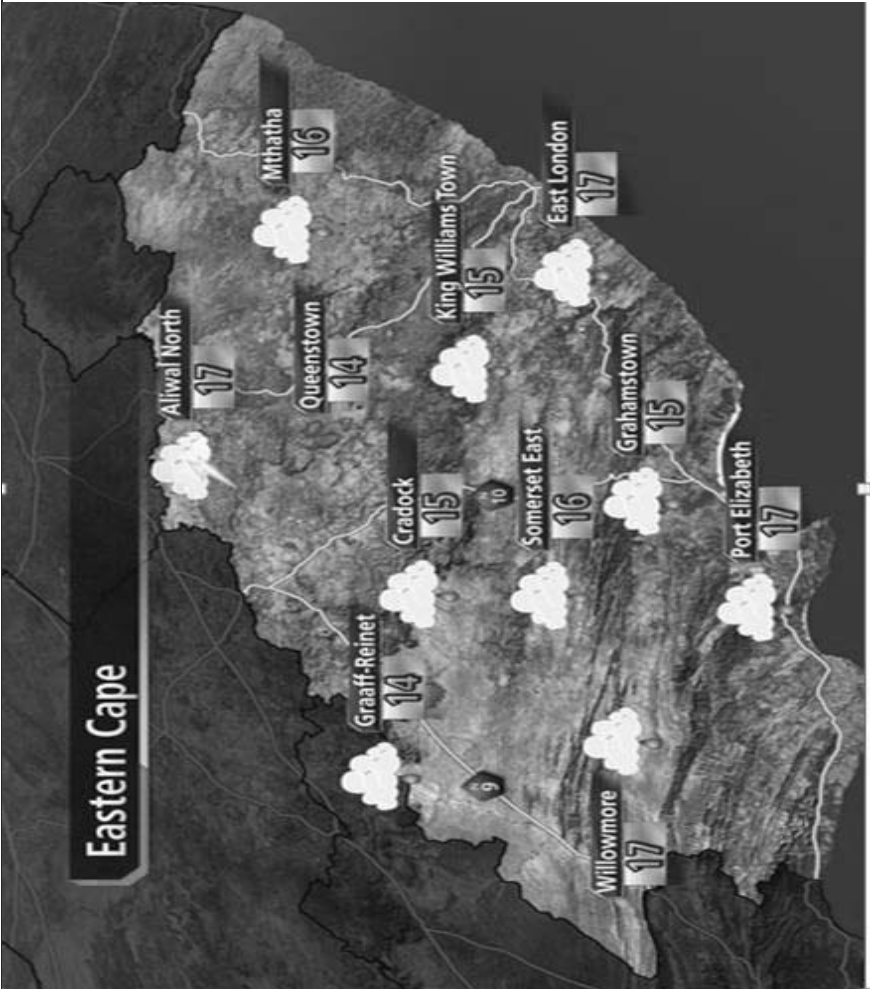 Eastern Cape
Aliwal North
17
Mthatha
16
Queenstown
14
Graaff-Reinet
14
Cradock
15
King Williams Town
15
10
9
Somerset East
16
East London
17
Willowmore
17
Grahamstown
15
Port Elizabeth
17